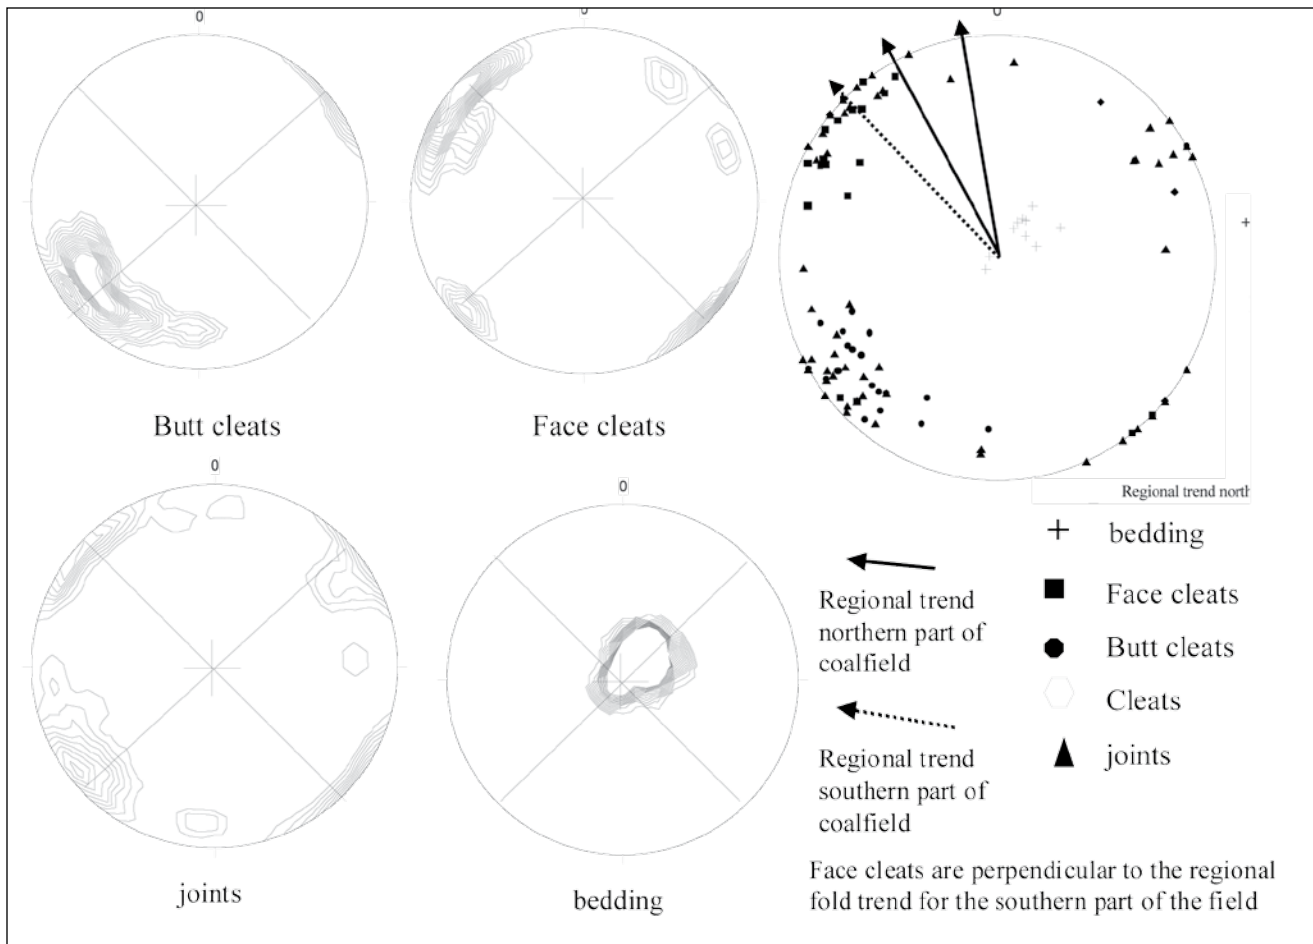 0
0
0
Butt cleats
Face cleats
Regional trend north
0
0
joints
bedding
Regional trend
northern part of
coalfield
Regional trend
southern part of
coalfield
bedding
Face cleats
Butt cleats
Cleats
joints
Face cleats are perpendicular to the regional
fold trend for the southern part of the field